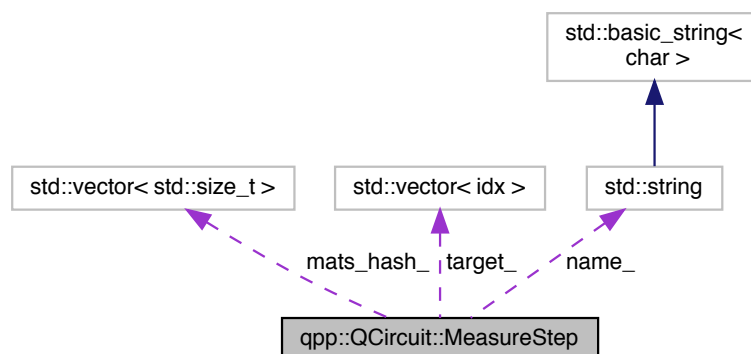 std::basic_string<
char >
std::vector< std::size_t >
std::vector< idx >
std::string
mats_hash_
target_
name_
qpp::QCircuit::MeasureStep